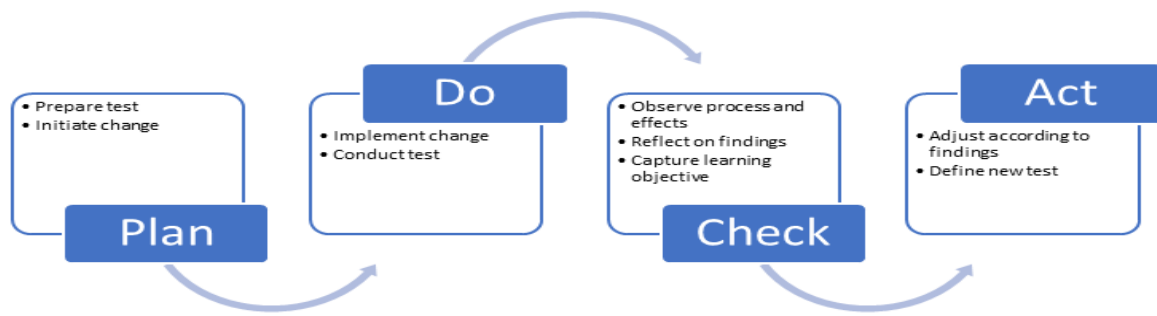 • Prepare test
• Initiate change
Plan
Do
• Implement change
• Conduct test
• Observe process and
effects
• Reflect on findings
• Capture learning
objective
Check
Act
• Adjust according to
findings
• Define new test